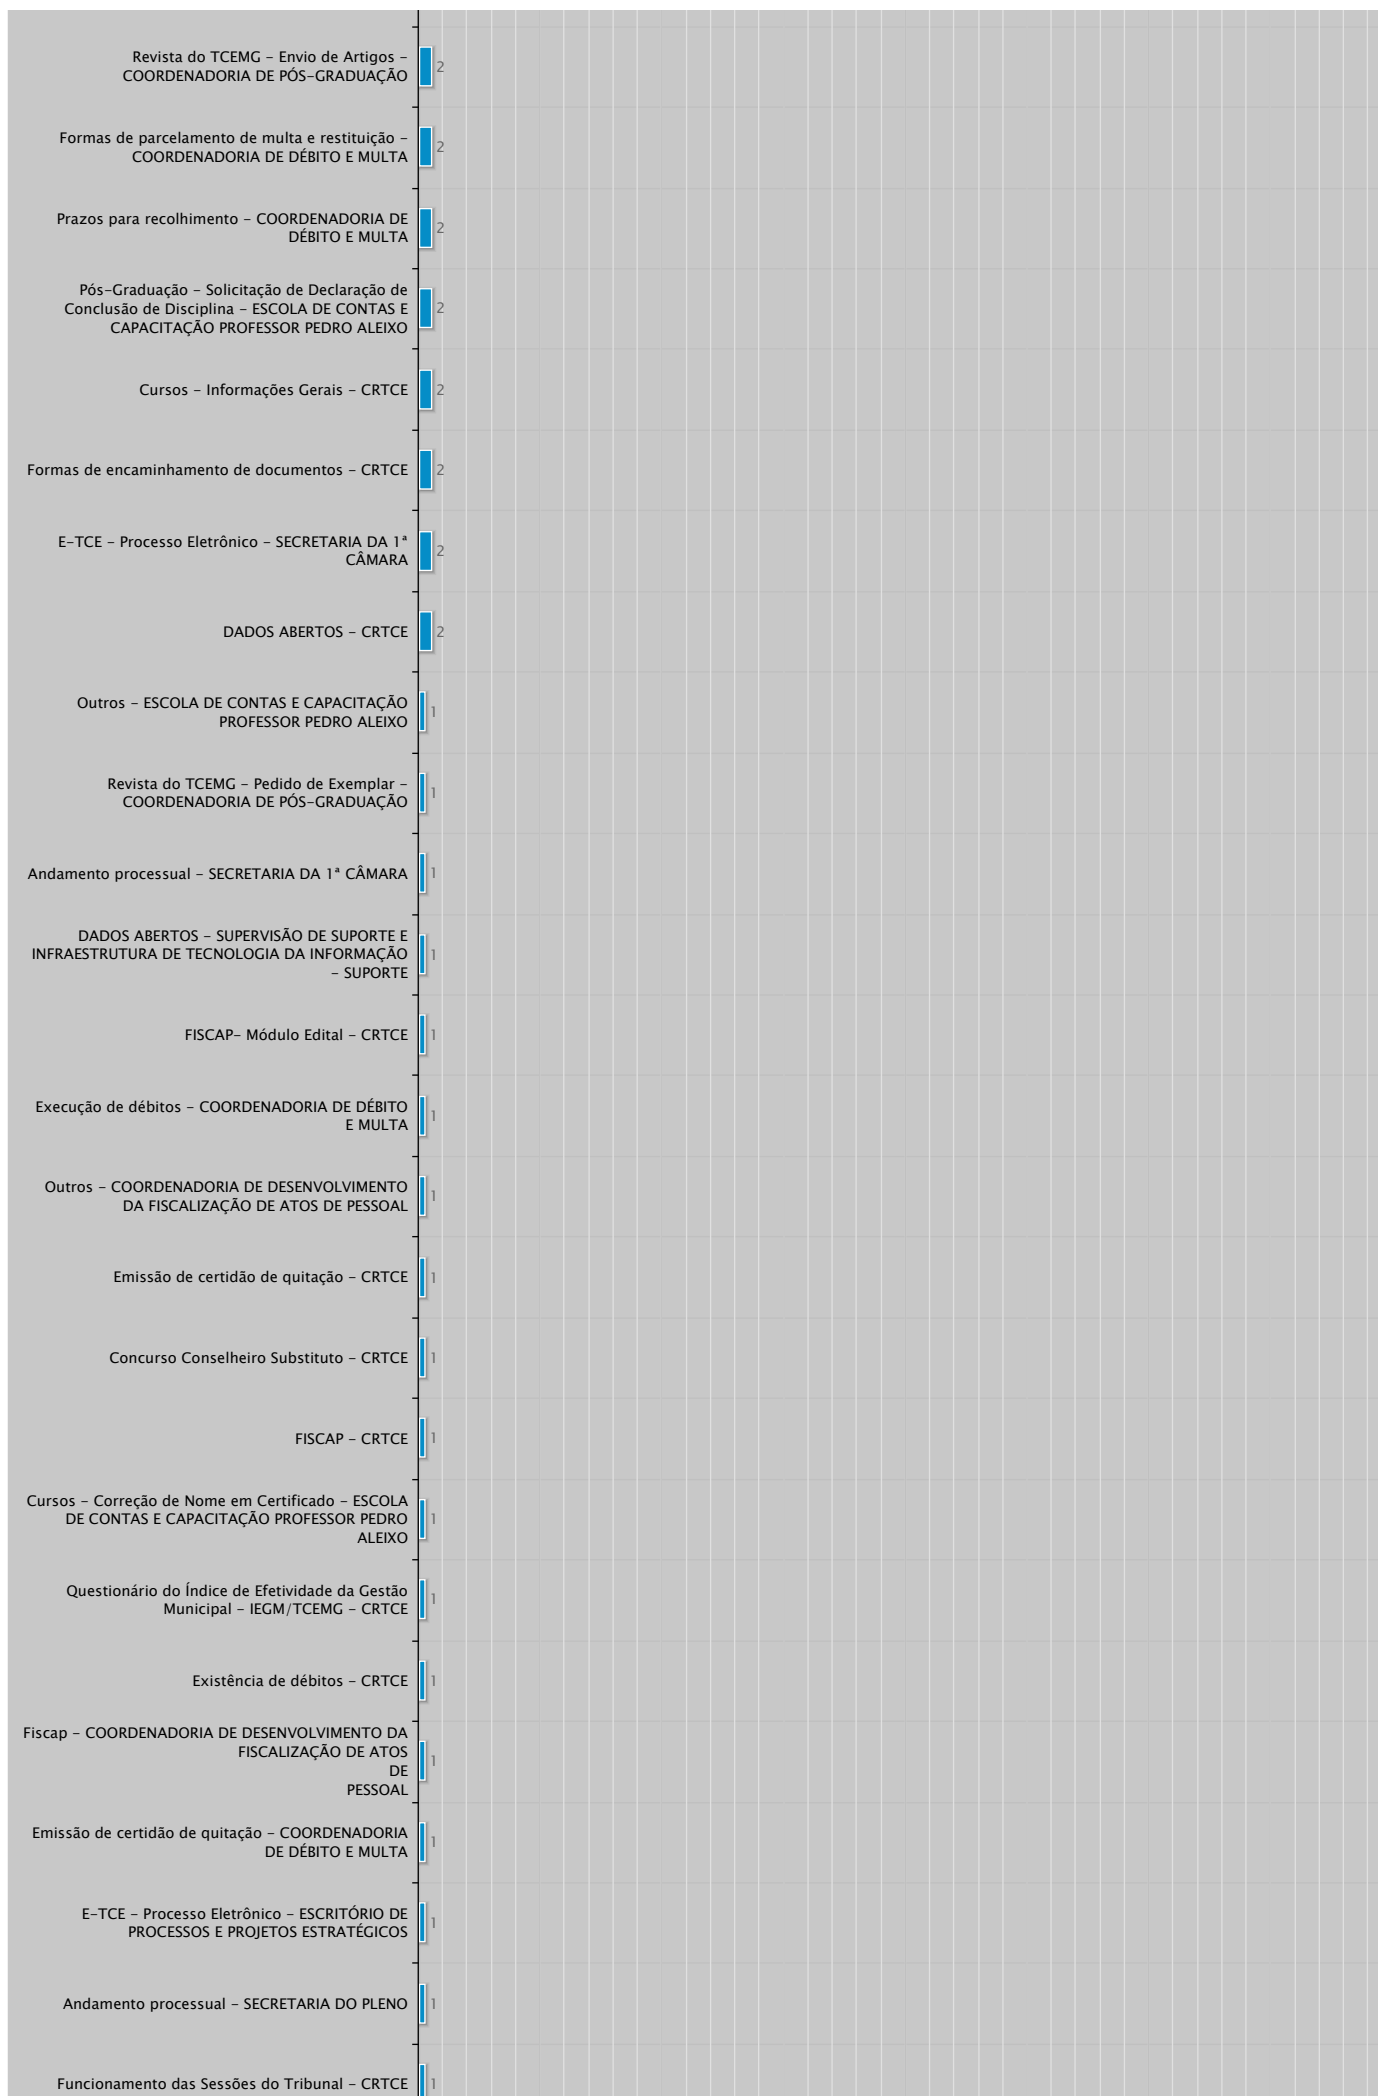 Revista do TCEMG – Envio de Artigos –
COORDENADORIA DE PÓS–GRADUAÇÃO
2
Formas de parcelamento de multa e restituição –
COORDENADORIA DE DÉBITO E MULTA
2
Prazos para recolhimento – COORDENADORIA DE
DÉBITO E MULTA
2
Pós–Graduação – Solicitação de Declaração de
Conclusão de Disciplina – ESCOLA DE CONTAS E
CAPACITAÇÃO PROFESSOR PEDRO ALEIXO
2
Cursos – Informações Gerais – CRTCE
2
Formas de encaminhamento de documentos – CRTCE
2
E–TCE – Processo Eletrônico – SECRETARIA DA 1ª
CÂMARA
2
DADOS ABERTOS – CRTCE
2
Outros – ESCOLA DE CONTAS E CAPACITAÇÃO
PROFESSOR PEDRO ALEIXO
1
Revista do TCEMG – Pedido de Exemplar –
COORDENADORIA DE PÓS–GRADUAÇÃO
1
Andamento processual – SECRETARIA DA 1ª CÂMARA
1
DADOS ABERTOS – SUPERVISÃO DE SUPORTE E
INFRAESTRUTURA DE TECNOLOGIA DA INFORMAÇÃO
– SUPORTE
1
FISCAP– Módulo Edital – CRTCE
1
Execução de débitos – COORDENADORIA DE DÉBITO
E MULTA
1
Outros – COORDENADORIA DE DESENVOLVIMENTO
DA FISCALIZAÇÃO DE ATOS DE PESSOAL
1
Emissão de certidão de quitação – CRTCE
1
Concurso Conselheiro Substituto – CRTCE
1
FISCAP – CRTCE
1
Cursos – Correção de Nome em Certificado – ESCOLA
DE CONTAS E CAPACITAÇÃO PROFESSOR PEDRO
ALEIXO
1
Questionário do Índice de Efetividade da Gestão
Municipal – IEGM/TCEMG – CRTCE
1
Existência de débitos – CRTCE
1
Fiscap – COORDENADORIA DE DESENVOLVIMENTO DA
FISCALIZAÇÃO DE ATOS
DE
PESSOAL
1
Emissão de certidão de quitação – COORDENADORIA
DE DÉBITO E MULTA
1
E–TCE – Processo Eletrônico – ESCRITÓRIO DE
PROCESSOS E PROJETOS ESTRATÉGICOS
1
Andamento processual – SECRETARIA DO PLENO
1
Funcionamento das Sessões do Tribunal – CRTCE
1